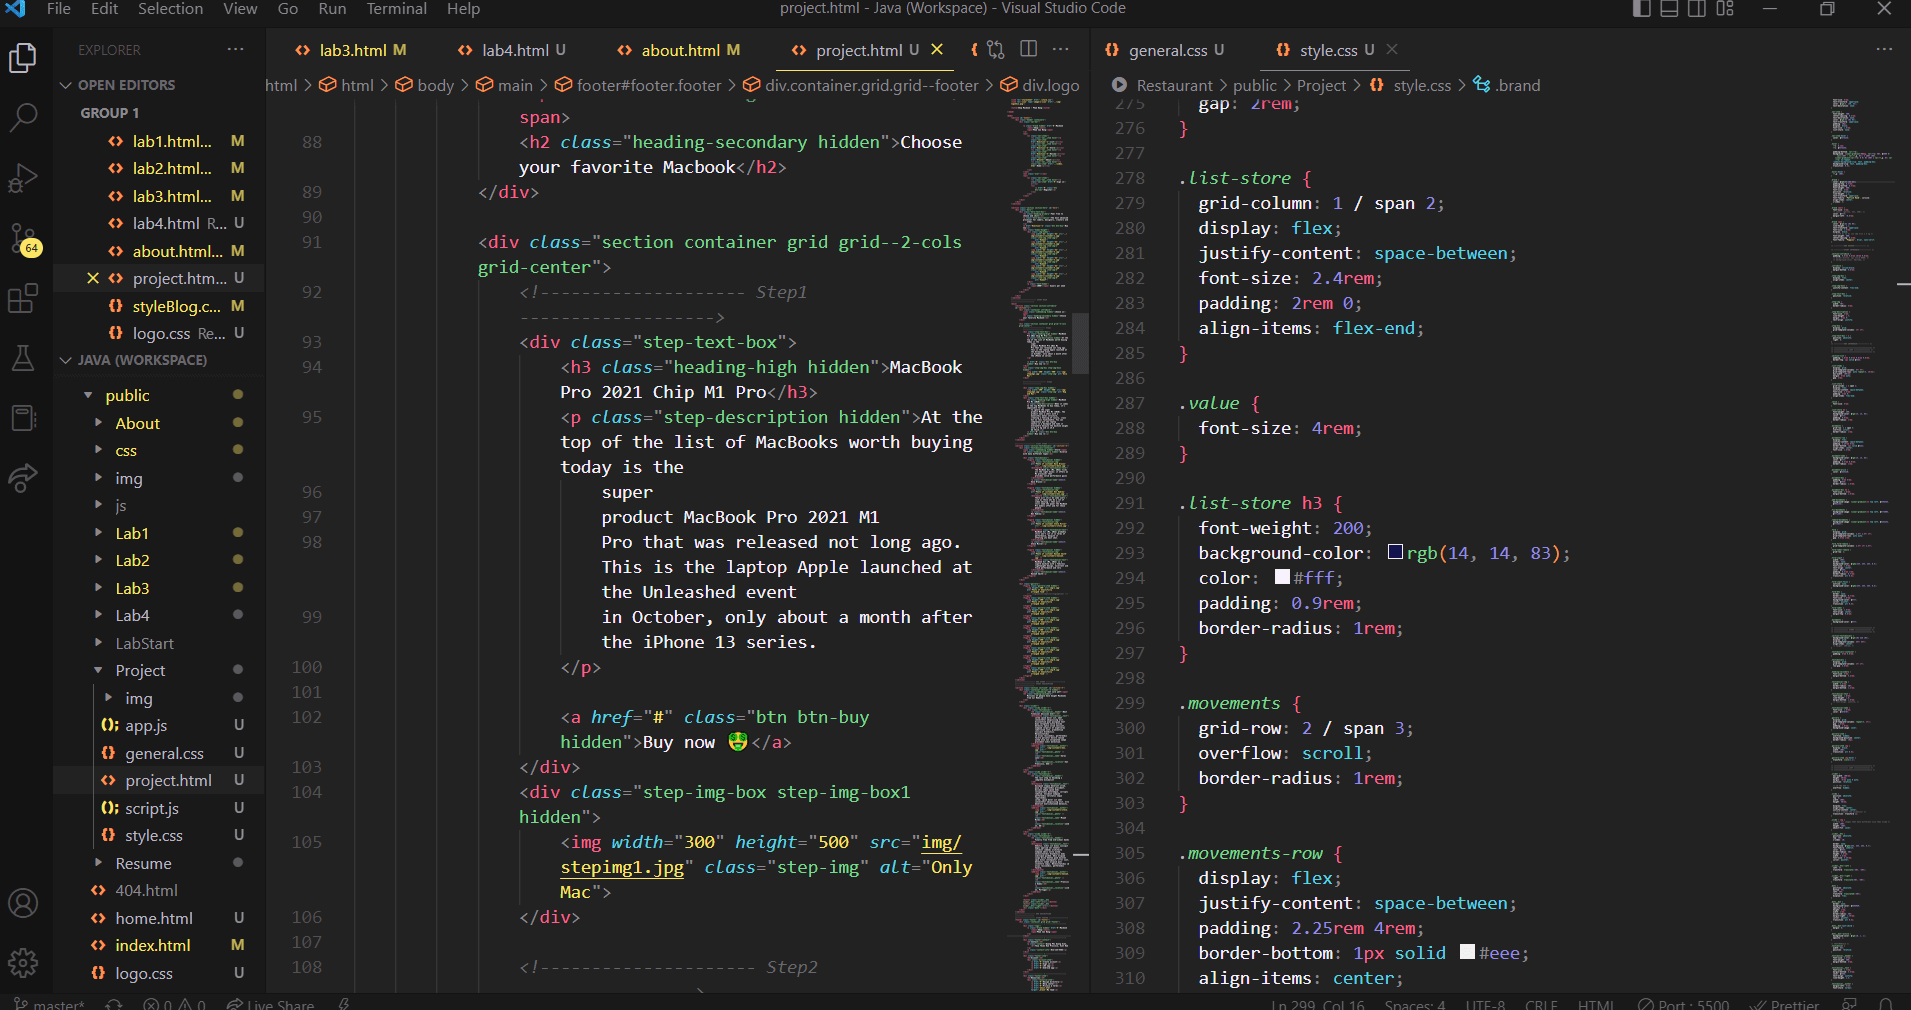 File Edit Selection View Go Run Terminal Help
project.html - Java (Workspace) - Visual Studio Code
EXPLORER
OPEN EDITORS
GROUP 1
lab1.html... M
lab2.html... M
lab3.html... M
lab4.html R... U
about.html... M
project.htm... U
styleBlog.c... M
logo.css Re... U
64
JAVA (WORKSPACE)
public
About
css
img
js
Lab1
Lab2
Lab3
Lab4
LabStart
Project
img
app.js U
general.css U
project.html U
script.js U
style.css U
Resume
404.html
home.html U
index.html M
logo.css U
lab3.html M
lab4.html U
about.html M
project.html U
html > html > body > main > footer#footer.footer > div.container.grid.grid--footer > div.logo
span>
88 <h2 class="heading-secondary hidden">Choose
your favorite Macbook</h2>
89 </div>
90
91 <div class="section container grid grid--2-cols
grid-center">
92 <!-------------------- Step1
------------------->
93 <div class="step-text-box">
94 <h3 class="heading-high hidden">MacBook
Pro 2021 Chip M1 Pro</h3>
95 <p class="step-description hidden">At the
top of the list of MacBooks worth buying
today is the
96 super
97 product MacBook Pro 2021 M1
98 Pro that was released not long ago.
This is the laptop Apple launched at
the Unleashed event
99 in October, only about a month after
the iPhone 13 series.
100 </p>
101
102 <a href="#" class="btn btn-buy
hidden">Buy now 🤑</a>
103 </div>
104 <div class="step-img-box step-img-box1
hidden">
105 <img width="300" height="500" src="img/
stepimg1.jpg" class="step-img" alt="Only
Mac">
106 </div>
107
108 <!--------------------- Step2
general.css U
style.css U
Restaurant > public > Project > style.css > .brand
275 gap: 2rem;
276 }
277
278 .list-store {
279 grid-column: 1 / span 2;
280 display: flex;
281 justify-content: space-between;
282 font-size: 2.4rem;
283 padding: 2rem 0;
284 align-items: flex-end;
285 }
286
287 .value {
288 font-size: 4rem;
289 }
290
291 .list-store h3 {
292 font-weight: 200;
293 background-color: rgb(14, 14, 83);
294 color: #fff;
295 padding: 0.9rem;
296 border-radius: 1rem;
297 }
298
299 .movements {
300 grid-row: 2 / span 3;
301 overflow: scroll;
302 border-radius: 1rem;
303 }
304
305 .movements-row {
306 display: flex;
307 justify-content: space-between;
308 padding: 2.25rem 4rem;
309 border-bottom: 1px solid #eee;
310 align-items: center;
master* 0 0 Live Share
Ln 299, Col 16 Spaces: 4 UTF-8 CRLF HTML Port : 5500 Prettier